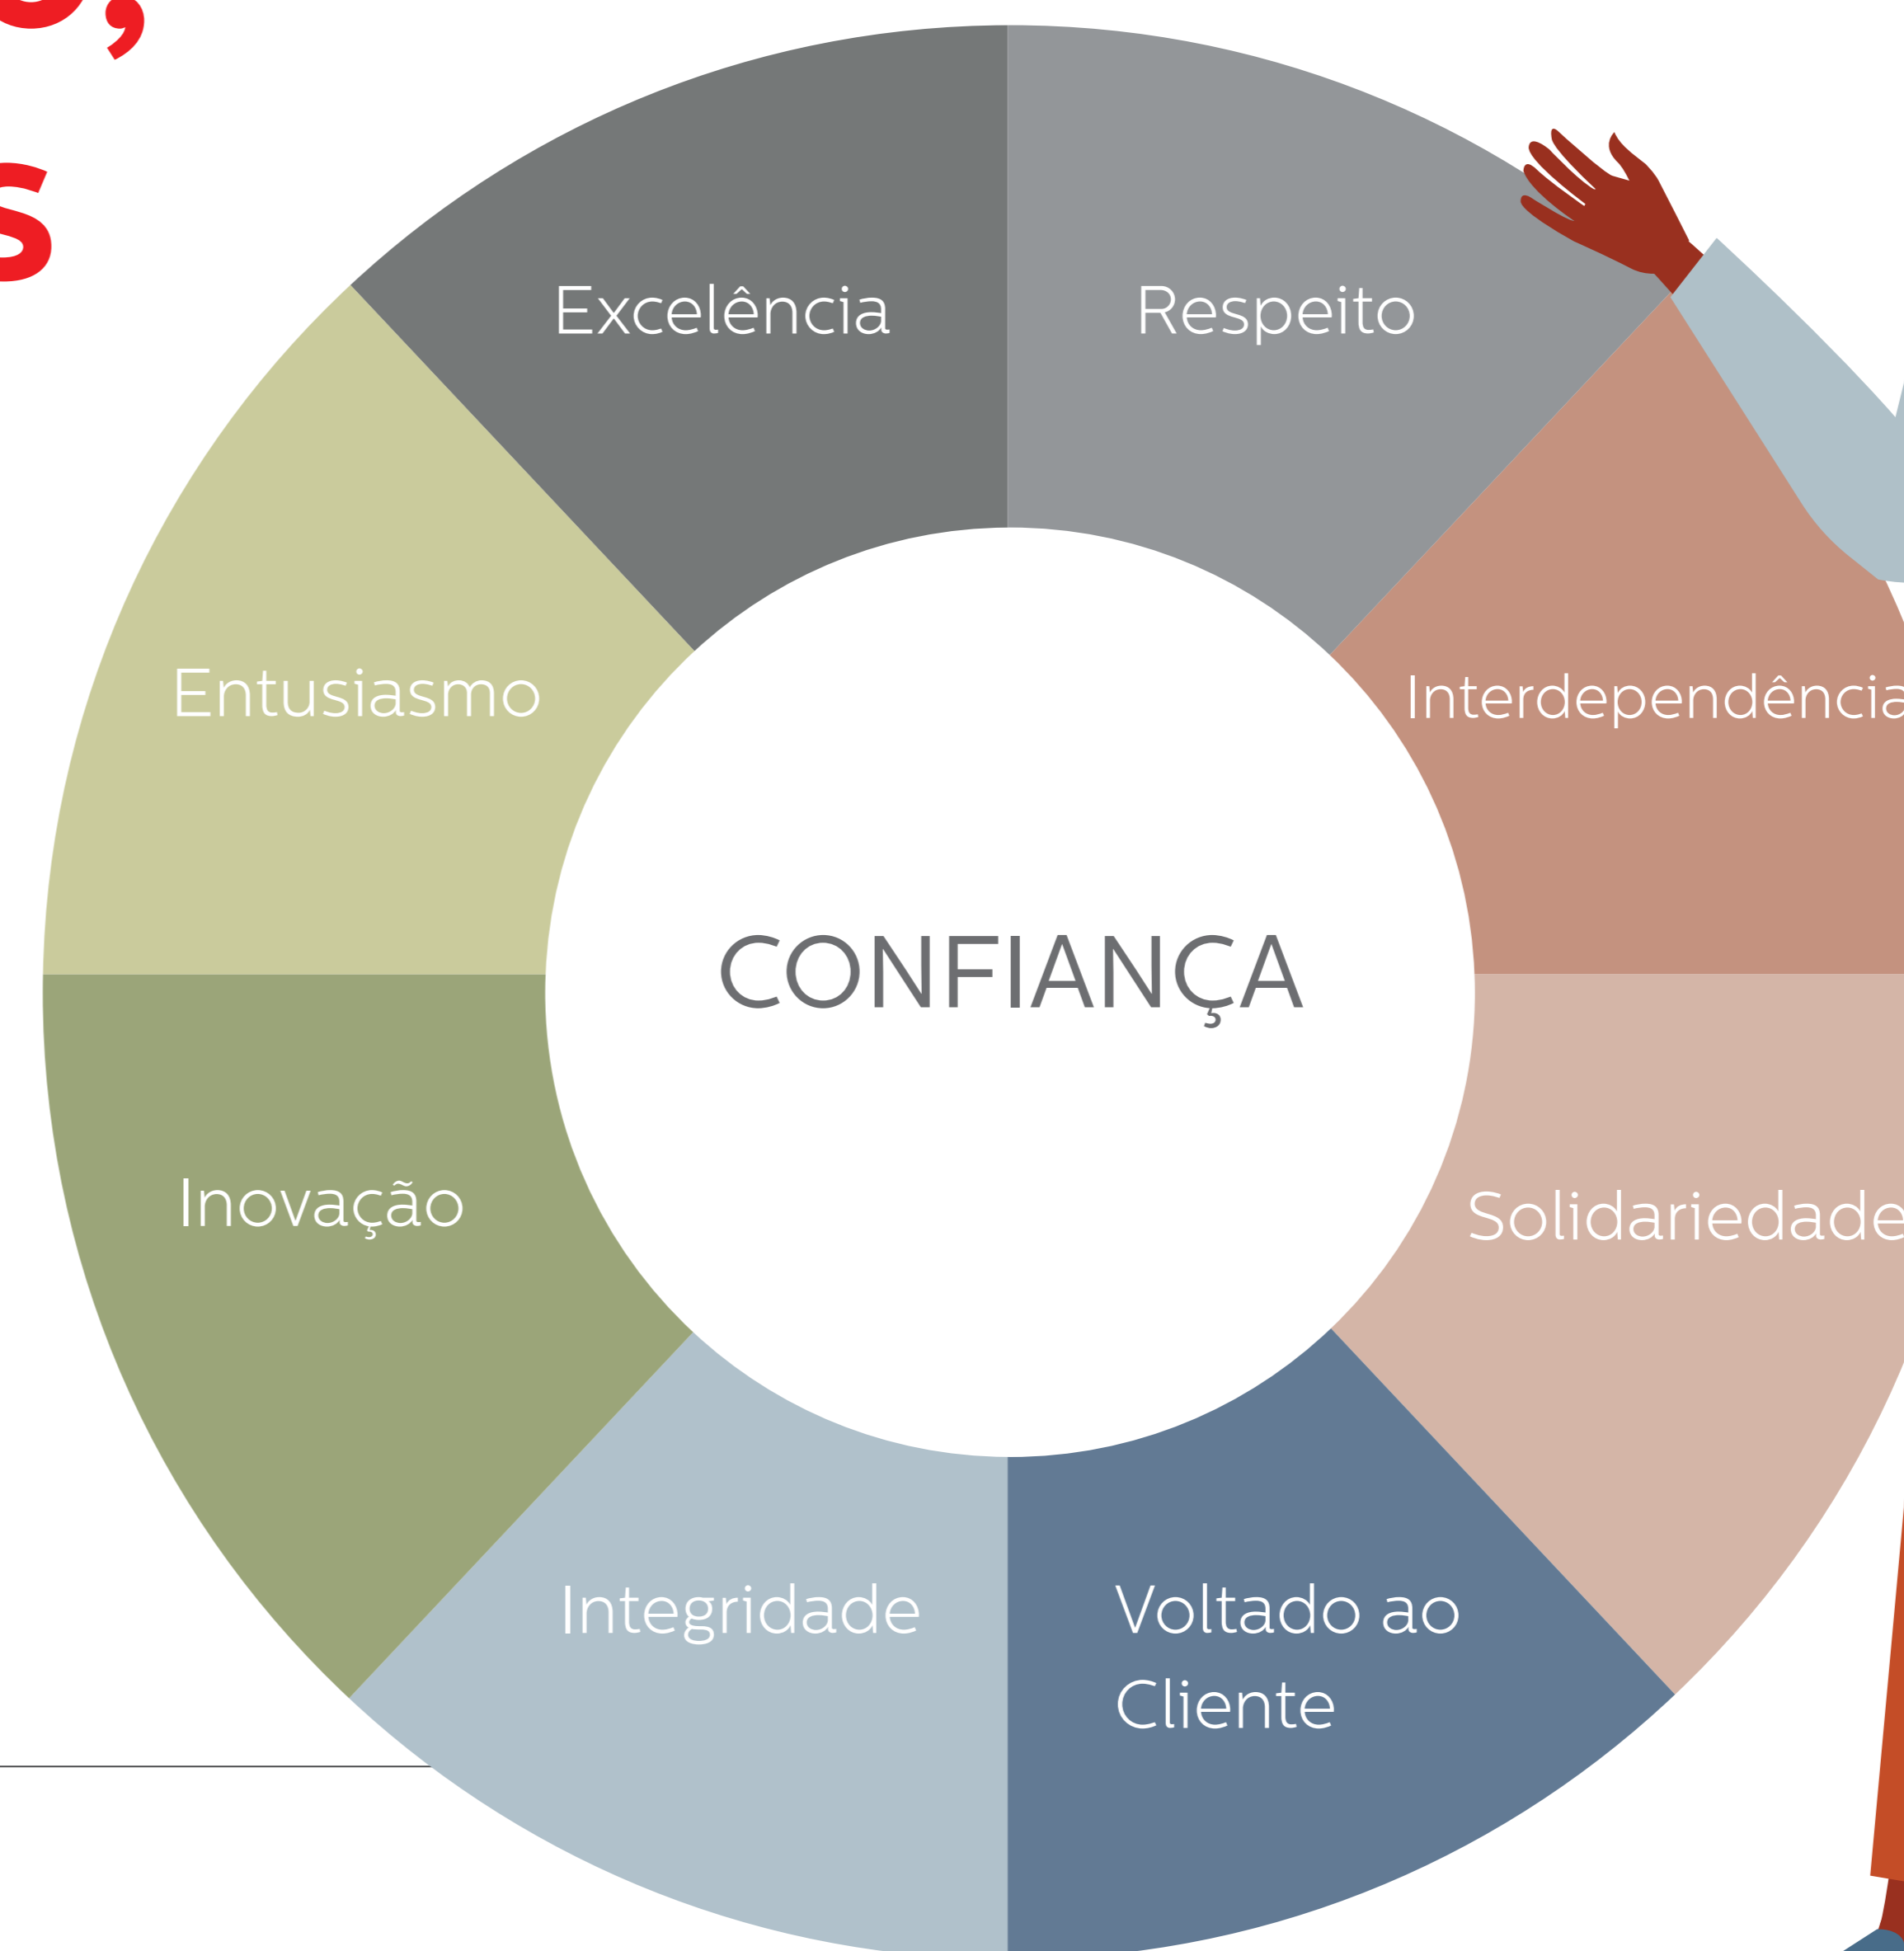 Excelência
Respeito
Entusiasmo
Interdependência
CONFIANÇA
Inovação
Solidariedade
Integridade
Voltado ao
Cliente